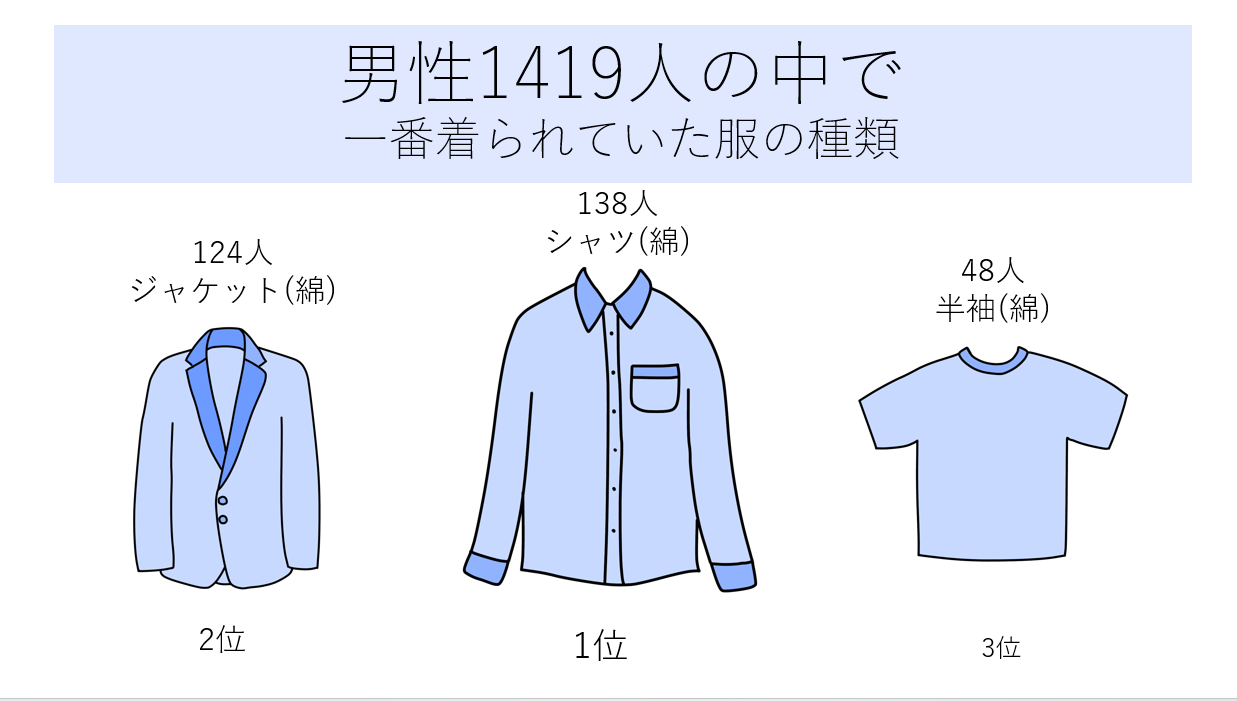 男性1419人の中で
一番着られていた服の種類
138人
シャツ(綿)
124人
ジャケット(綿)
48人
半袖(綿)
2位
1位
3位